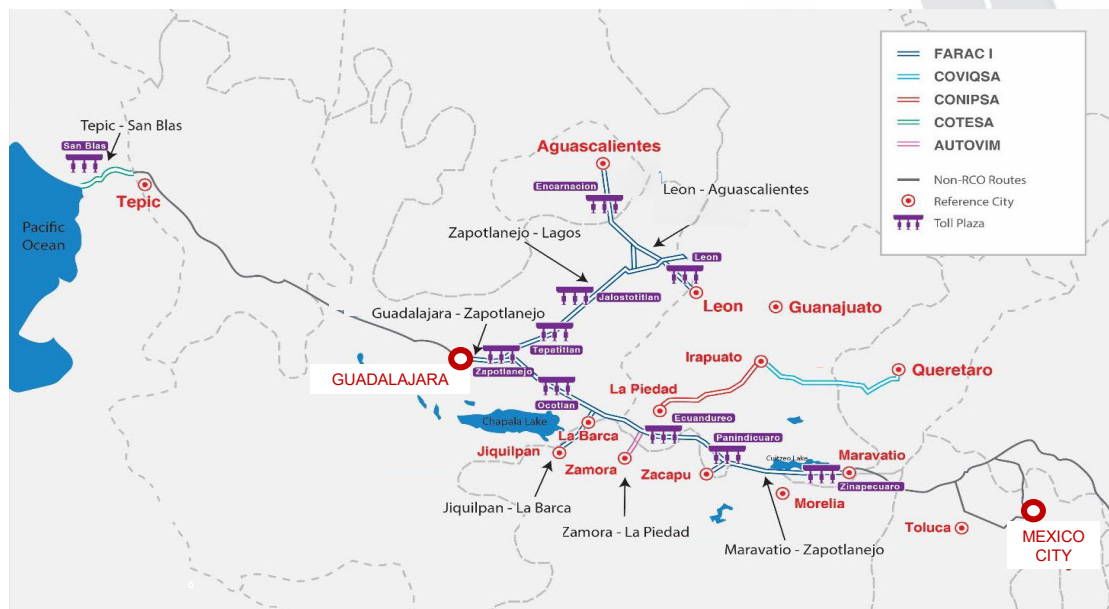 FARAC I
COVIQSA
CONIPSA
COTESA
AUTOVIM
Non-RCO Routes
Reference City
Toll Plaza
Tepic - San Blas
San Blas
Tepic
Pacific
Ocean
Aguascalientes
Encarnacion
Leon - Aguascalientes
Zapotlanejo - Lagos
Leon
Jalostotitlan
Leon
Guanajuato
Guadalajara - Zapotlanejo
Tepatitlan
Irapuato
Zapotlanejo
GUADALAJARA
Queretaro
La Piedad
Ocotlan
Ecuandureo
Chapala Lake
La Barca
Panindicuaro
Jiquilpan
Zamora
Cuitzeo Lake
Maravatio
Zacapu
Zinapecuaro
Morelia
Jiquilpan - La Barca
Zamora - La Piedad
Toluca
Maravatio - Zapotlanejo
MEXICO
CITY